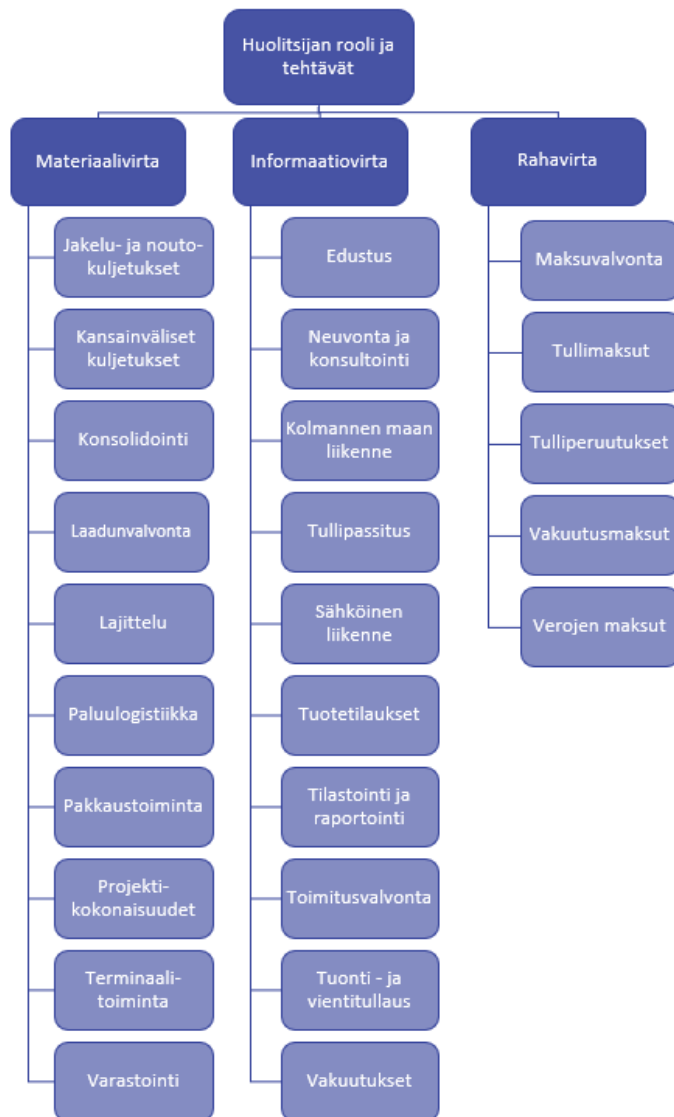 Huolitsijan rooli ja
tehtävät
Materiaalivirta
Jakelu- ja nouto-
kuljetukset
Kansainväliset
kuljetukset
Konsolidointi
Laadunvalvonta
Lajittelu
Paluulogistiikka
Pakkaustoiminta
Projekti-
kokonaisuudet
Terminaali-
toiminta
Varastointi
Informaatiovirta
Edustus
Neuvonta ja
konsultointi
Kolmannen maan
liikenne
Tullipassitus
Sähköinen
liikenne
Tuotetilaukset
Tilastointi ja
raportointi
Toimitusvalvonta
Tuonti - ja
vientitullaus
Vakuutukset
Rahavirta
Maksuvalvonta
Tullimaksut
Tulliperuutukset
Vakuutusmaksut
Verojen maksut